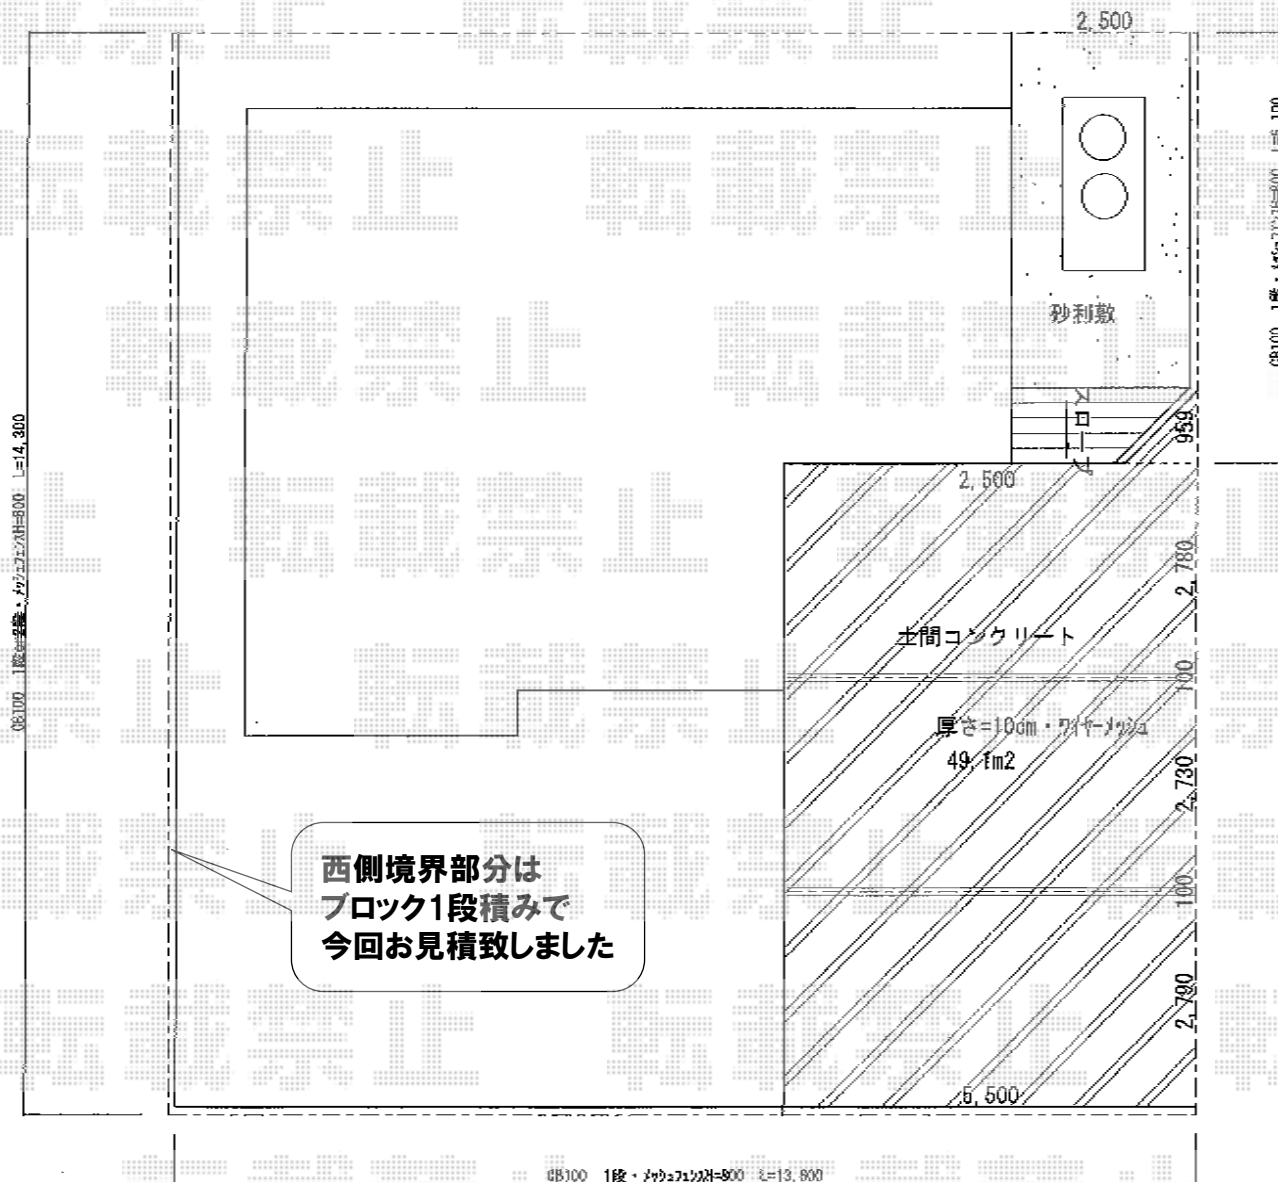 2,500
砂利敷
スロープ
959
2,500
2,780
土間コンクリート
100
厚さ=10cm・ワイヤーメッシュ
49,1m2
2,730
100
2,790
5,500
西側境界部分は
ブロック1段積みで
今回お見積致しました
L=14,300
CB100 1段・メッシュフェンスH=800 L=13,800
転載禁止